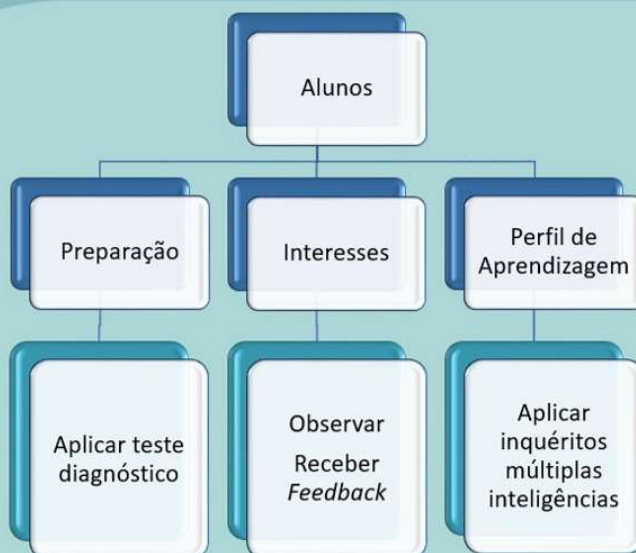 Alunos
Preparação
Interesses
Perfil de
Aprendizagem
Aplicar teste
diagnóstico
Observar
Receber
Feedback
Aplicar
inquéritos
múltiplas
inteligências